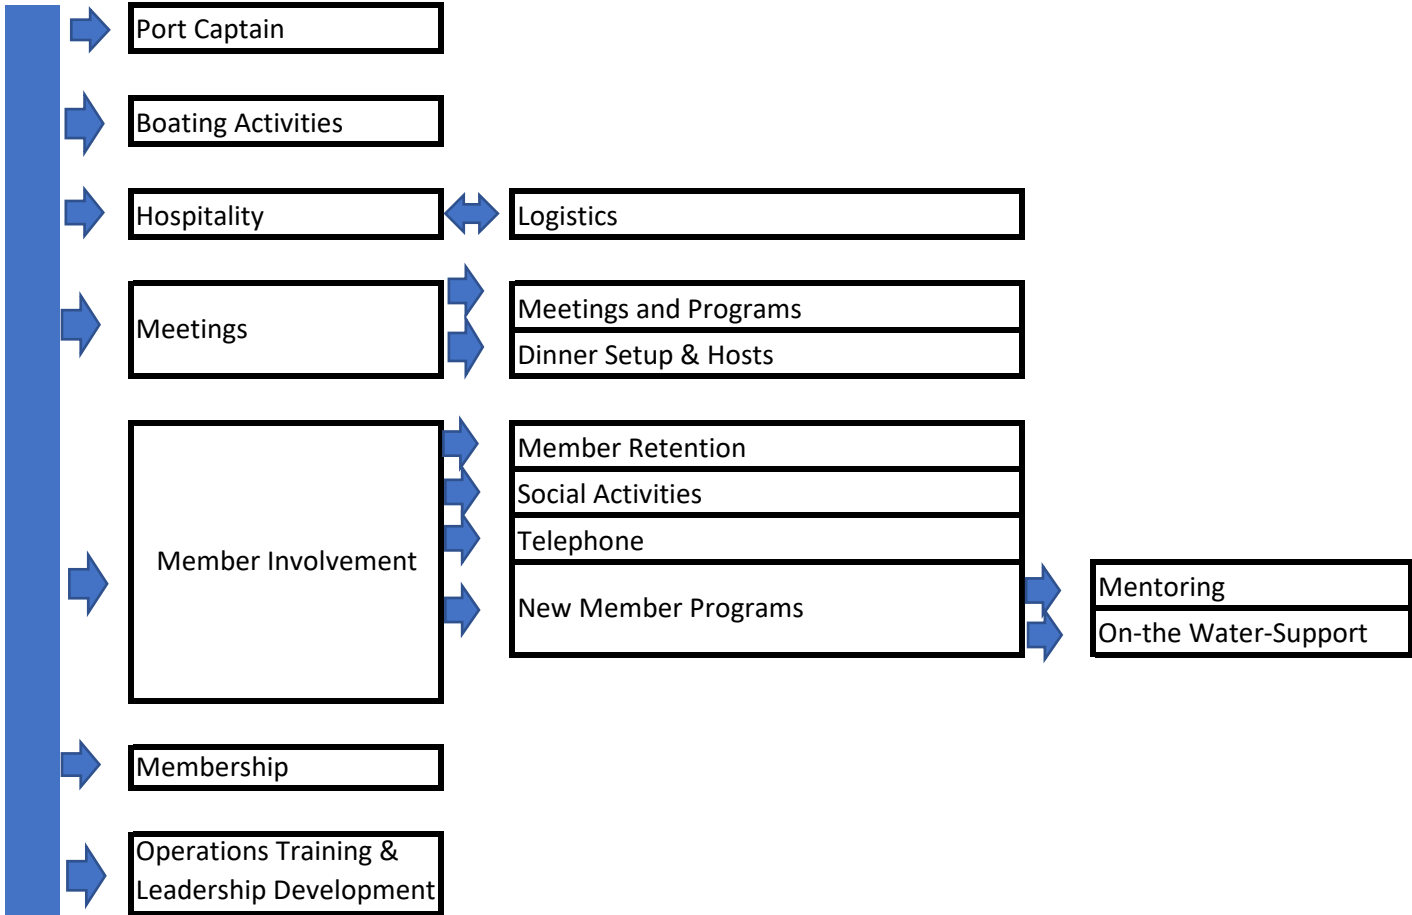 Port Captain
Boating Activities
Hospitality
Logistics
Meetings
Meetings and Programs
Dinner Setup & Hosts
Member Involvement
Member Retention
Social Activities
Telephone
New Member Programs
Mentoring
On-the Water-Support
Membership
Operations Training &
Leadership Development